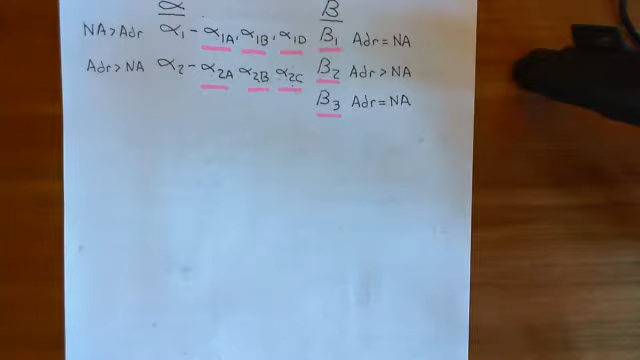 α β
NA > Adr α₁ - α₁A, α₁B, α₁D β₁ Adr = NA
Adr > NA α₂ - α₂A α₂B α₂C β₂ Adr > NA
β₃ Adr = NA